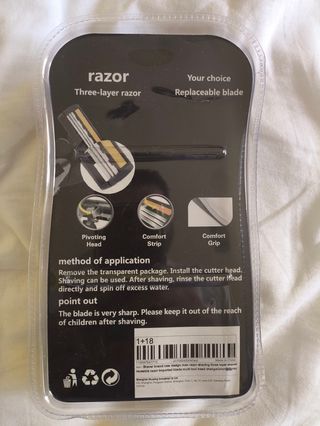 razor
Your choice
Three-layer razor
Replaceable blade
Pivoting
Head
Comfort
Strip
Comfort
Grip
method of application
Remove the transparent package. Install the cutter head.
Shaving can be used. After shaving, rinse the cutter head
directly and spin off excess water.
point out
The blade is very sharp. Please keep it out of the reach
of children after shaving.
1+18